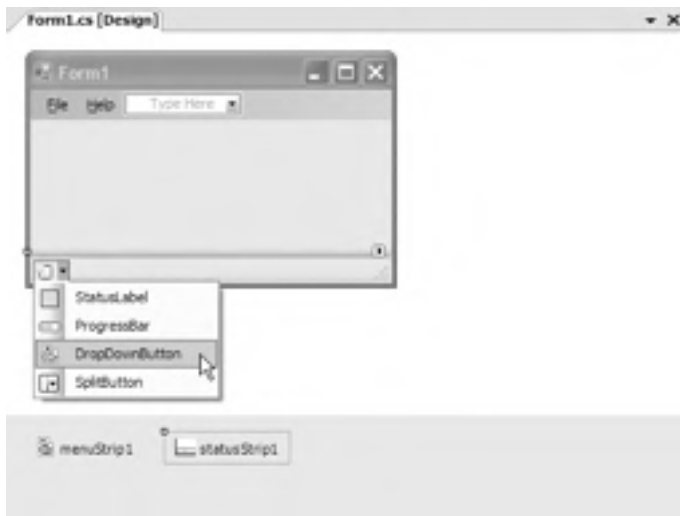 Form1.cs [Design]
Form1
File Help Type Here
StatusLabel
ProgressBar
DropDownButton
SplitButton
menuStrip1 statusStrip1